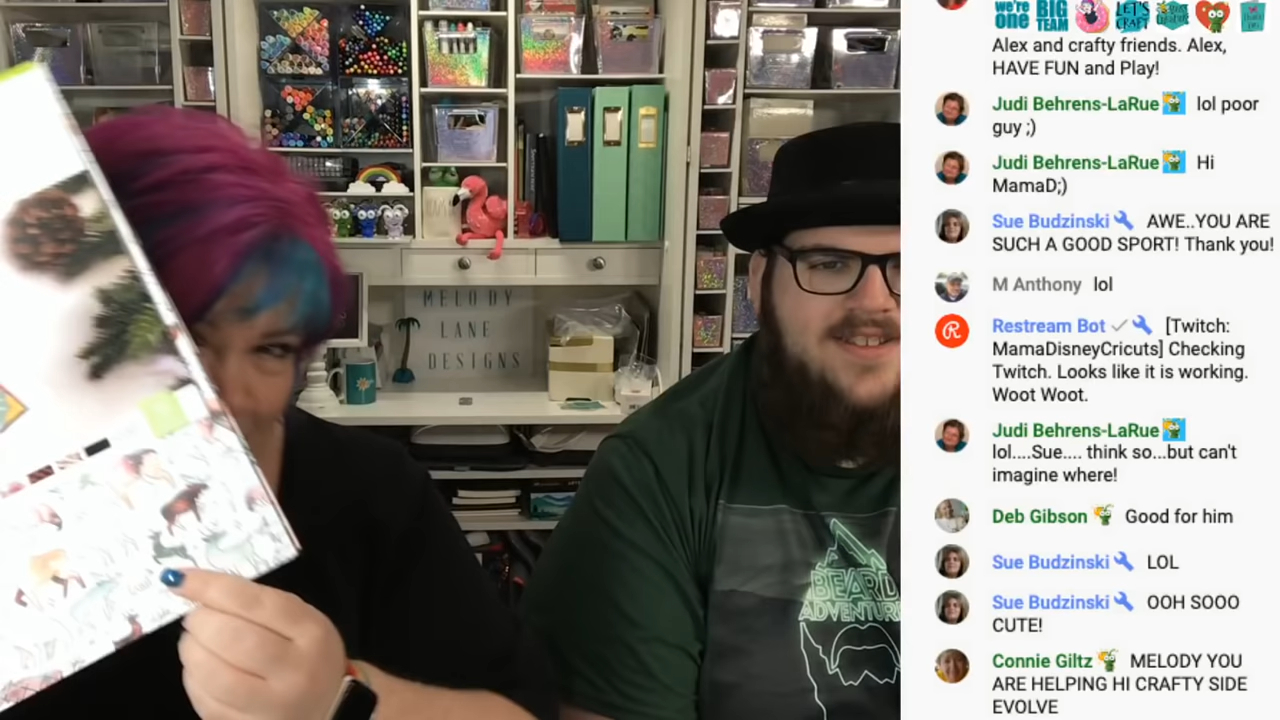 we're one BIG TEAM LET'S CRAFT
Alex and crafty friends. Alex,
HAVE FUN and Play!
Judi Behrens-LaRue lol poor
guy ;)
Judi Behrens-LaRue Hi
MamaD;)
Sue Budzinski AWE..YOU ARE
SUCH A GOOD SPORT! Thank you!
M Anthony lol
Restream Bot [Twitch:
MamaDisneyCricuts] Checking
Twitch. Looks like it is working.
Woot Woot.
Judi Behrens-LaRue
lol....Sue.... think so...but can't
imagine where!
Deb Gibson Good for him
Sue Budzinski LOL
Sue Budzinski OOH SOOO
CUTE!
Connie Giltz MELODY YOU
ARE HELPING HI CRAFTY SIDE
EVOLVE
MELODY
LANE
DESIGNS
BEARD